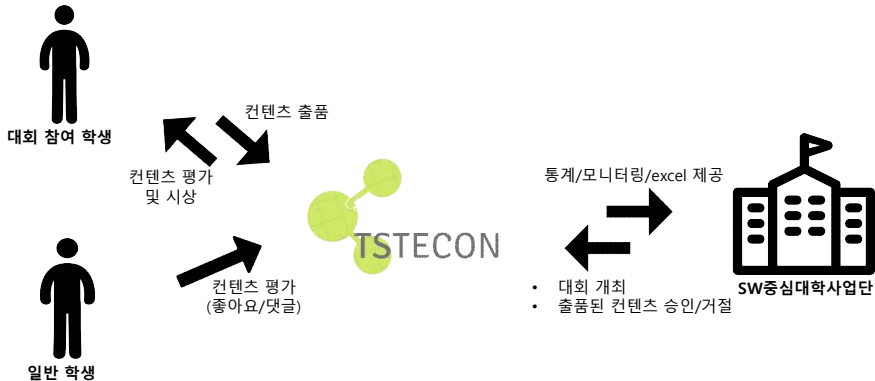 컨텐츠 출품
대회 참여 학생
컨텐츠 평가
및 시상
통계/모니터링/excel 제공
TSTECON
컨텐츠 평가
(좋아요/댓글)
• 대회 개최
• 출품된 컨텐츠 승인/거절
SW중심대학사업단
일반 학생